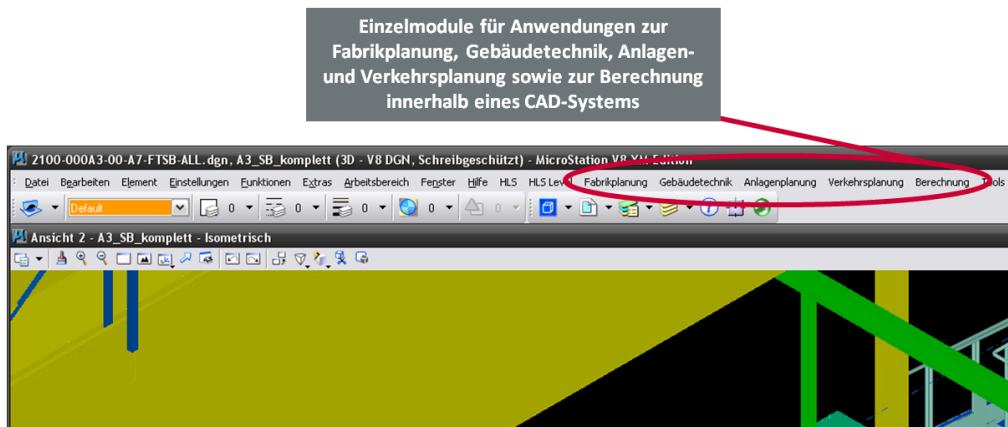 Einzelmodule für Anwendungen zur
Fabrikplanung, Gebäudetechnik, Anlagen-
und Verkehrsplanung sowie zur Berechnung
innerhalb eines CAD-Systems
2100-000A3-00-A7-FTSB-ALL.dgn, A3_SB_komplett (3D - V8 DGN, Schreibgeschützt) - MicroStation V8 XM Edition
Datei Bearbeiten Element Einstellungen Funktionen Extras Arbeitsbereich Fenster Hilfe HLS HLS Level Fabrikplanung Gebäudetechnik Anlagenplanung Verkehrsplanung Berechnung Tools
Default 0 0 0 0 0
Ansicht 2 - A3_SB_komplett - Isometrisch